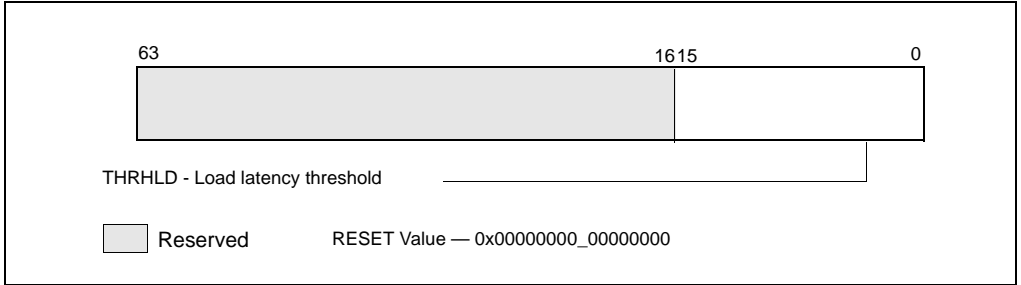 63 1615 0
THRHLD - Load latency threshold
Reserved RESET Value — 0x00000000_00000000